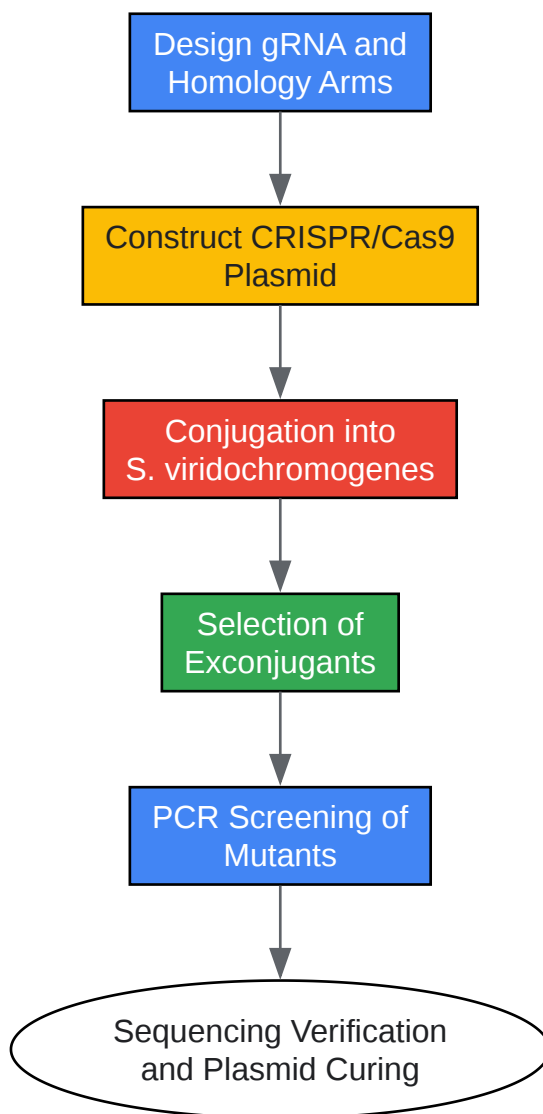 Design gRNA and
Homology Arms
Construct CRISPR/Cas9
Plasmid
Conjugation into
S. viridochromogenes
Selection of
Exconjugants
PCR Screening of
Mutants
Sequencing Verification
and Plasmid Curing